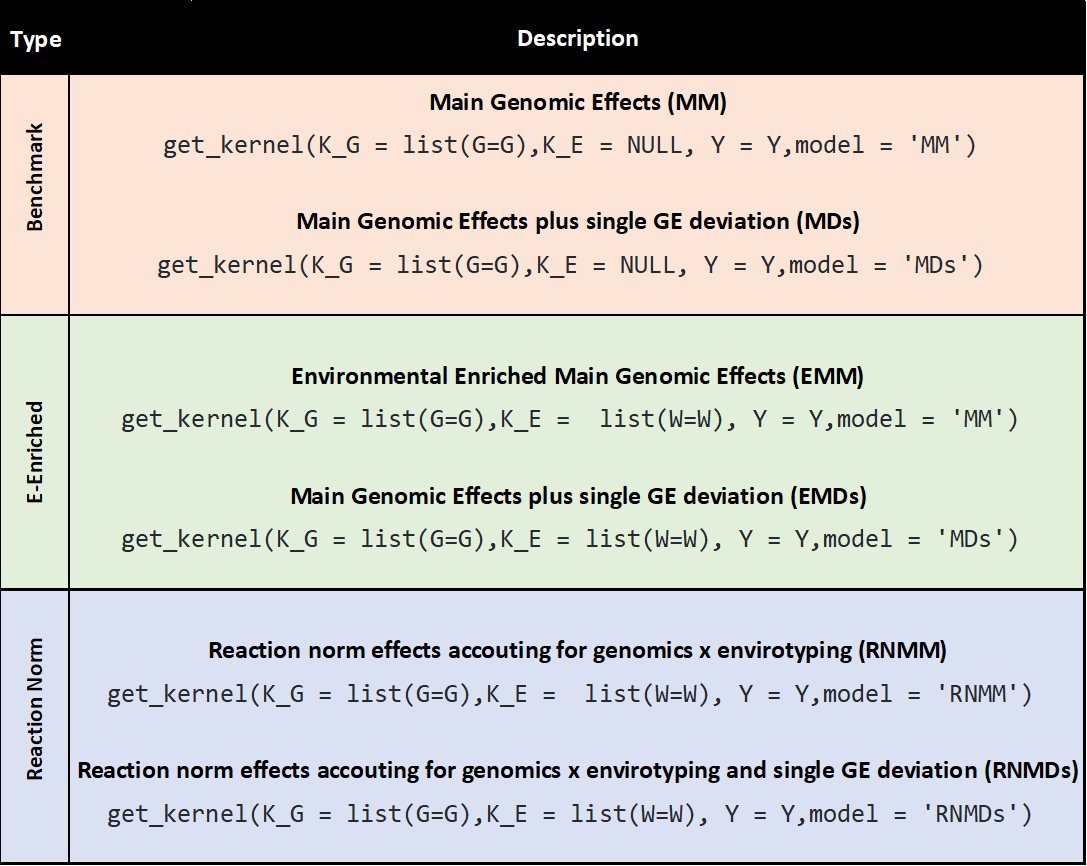 Type
Description
Benchmark
Main Genomic Effects (MM)
get_kernel(K_G = list(G=G),K_E = NULL, Y = Y,model = 'MM')
Main Genomic Effects plus single GE deviation (MDs)
get_kernel(K_G = list(G=G),K_E = NULL, Y = Y,model = 'MDs')
E-Enriched
Environmental Enriched Main Genomic Effects (EMM)
get_kernel(K_G = list(G=G),K_E =  list(W=W), Y = Y,model = 'MM')
Main Genomic Effects plus single GE deviation (EMDs)
get_kernel(K_G = list(G=G),K_E = list(W=W), Y = Y,model = 'MDs')
Reaction Norm
Reaction norm effects accouting for genomics x envirotyping (RNMM)
get_kernel(K_G = list(G=G),K_E =  list(W=W), Y = Y,model = 'RNMM')
Reaction norm effects accouting for genomics x envirotyping and single GE deviation (RNMDs)
get_kernel(K_G = list(G=G),K_E = list(W=W), Y = Y,model = 'RNMDs')